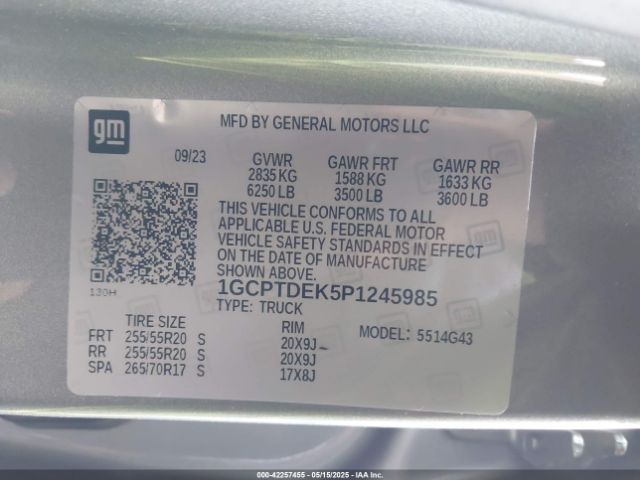 gm
MFD BY GENERAL MOTORS LLC
09/23 GVWR GAWR FRT GAWR RR
2835 KG 1588 KG 1633 KG
6250 LB 3500 LB 3600 LB
THIS VEHICLE CONFORMS TO ALL
APPLICABLE U.S. FEDERAL MOTOR
VEHICLE SAFETY STANDARDS IN EFFECT
ON THE DATE OF MANUFACTURE
SHOWN ABOVE.
130H
1GCPTDEK5P1245985
TYPE: TRUCK
TIRE SIZE RIM MODEL: 5514G43
FRT 255/55R20 S 20X9J
RR 255/55R20 S 20X9J
SPA 265/70R17 S 17X8J
000-42257455 - 05/15/2025 - IAAI.COM